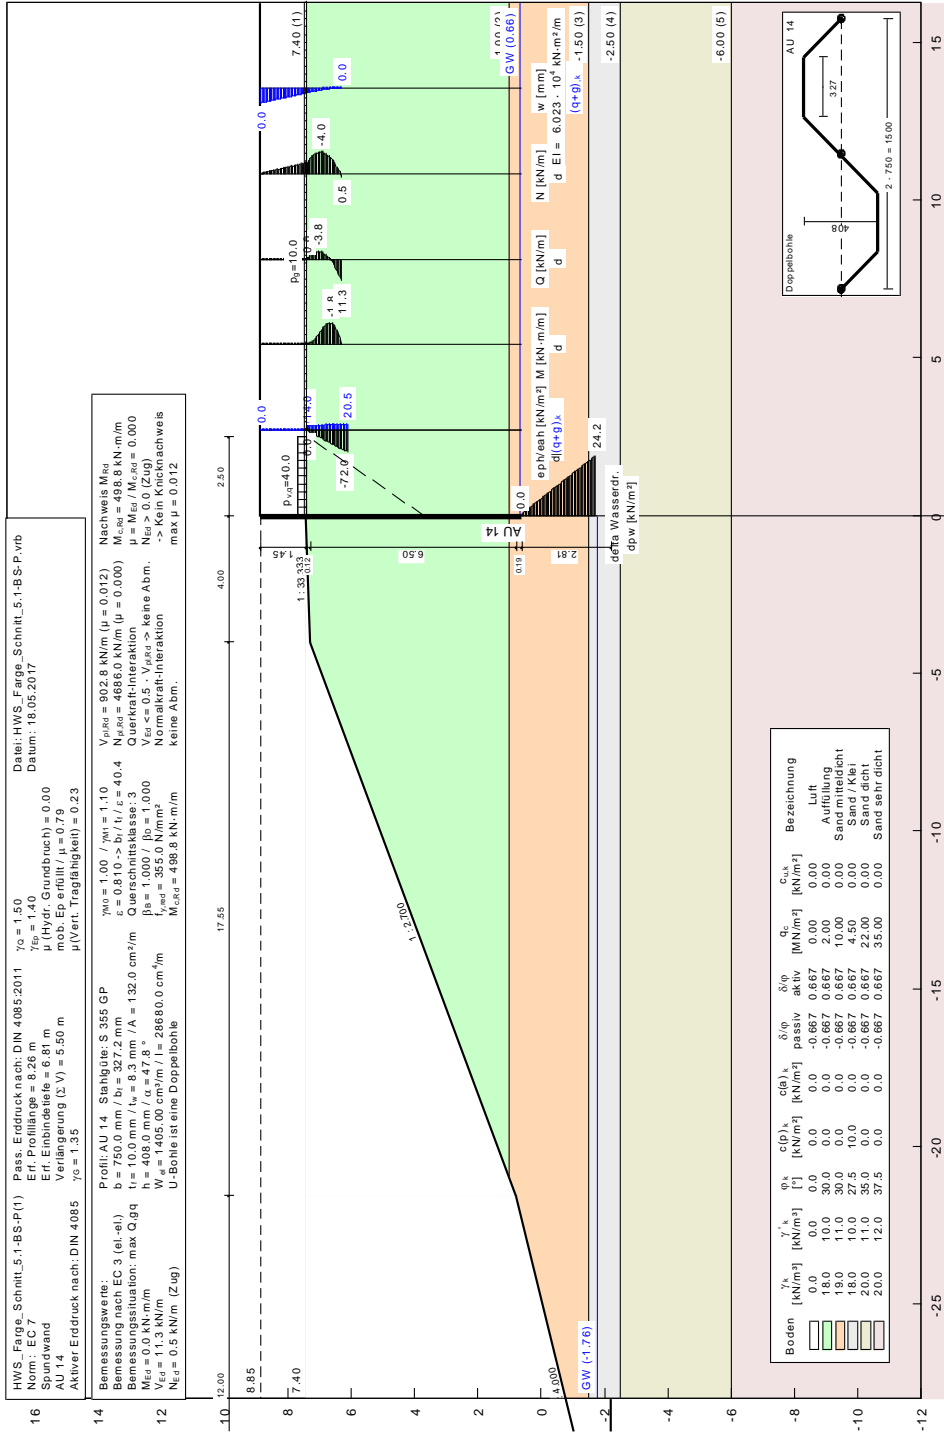 HWS_Farge_Schnitt_5.1-BS-P(1)
Norm: EC 7
Spundwand
AU 14
Aktiver Erddruck nach: DIN 4085
Pass. Erddruck nach: DIN 4085:2011
Erf. Profillänge = 8.26 m
Erf. Einbindetiefe = 6.81 m
Verlängerung (Σ V) = 5.50 m
γG = 1.35
γQ = 1.50
γEp = 1.40
μ (Hydr. Grundbruch) = 0.00
mob. Ep erfüllt / μ = 0.79
μ(Vert. Tragfähigkeit) = 0.23
Datei: HWS_Farge_Schnitt_5.1-BS-P.vrb
Datum: 18.05.2017
Bemessungswerte:
Bemessung nach EC 3 (el.-el.)
Bemessungssituation: max Q,gq
MEd = 0.0 kN·m/m
VEd = 11.3 kN/m
NEd = 0.5 kN/m (Zug)
Profil: AU 14 Stahlgüte: S 355 GP
b = 750.0 mm / bf = 327.2 mm
tf = 10.0 mm / tw = 8.3 mm / A = 132.0 cm²/m
h = 408.0 mm / α = 47.8°
Wel = 1405.00 cm³/m / I = 28680.0 cm⁴/m
U-Bohle ist eine Doppelbohle
γM0 = 1.00 / γM1 = 1.10
ε = 0.810 -> bf / tf / ε = 40.4
Querschnittsklasse: 3
βB = 1.000 / βD = 1.000
fy,red = 355.0 N/mm²
Mc,Rd = 498.8 kN·m/m
Vpl,Rd = 902.8 kN/m (μ = 0.012)
Npl,Rd = 4686.0 kN/m (μ = 0.000)
Querkraft-Interaktion
VEd <= 0.5 · Vpl,Rd -> keine Abm.
Normalkraft-Interaktion
keine Abm.
Nachweis MRd
Mc,Rd = 498.8 kN·m/m
μ = MEd / Mc,Rd = 0.000
NEd > 0.0 (Zug)
-> Kein Knicknachweis
max μ = 0.012
12.00
17.55
4.00
2.50
8.85
7.40
1 : 33.333
1 : 2.700
4.000
GW (-1.76)
1.45
0.12
6.50
0.19
2.81
AU 14
pv,q=40.0
pg=10.0
0.0
14.0
20.5
0.0
-72.0
-1.8
11.3
-3.8
-4.0
0.5
0.0
0.0
0.0
24.2
7.40 (1)
1.00 (2)
GW (0.66)
-1.50 (3)
-2.50 (4)
-6.00 (5)
eph/eah [kN/m²]
d|(q+g),k
M [kN·m/m]
d
Q [kN/m]
d
N [kN/m]
d
w [mm]
EI = 6.023 · 10⁴ kN·m²/m
(q+g),k
delta Wasserdr.
dpw [kN/m²]
Boden γk [kN/m³] γ'k [kN/m³] φk [°] c(p)k [kN/m²] c(a)k [kN/m²] δ/φ passiv δ/φ aktiv qc [MN/m²] cu,k [kN/m²] Bezeichnung
0.0 0.0 0.0 0.0 0.0 -0.667 0.667 0.00 0.00 Luft
18.0 10.0 30.0 0.0 0.0 -0.667 0.667 2.00 0.00 Auffüllung
19.0 11.0 30.0 0.0 0.0 -0.667 0.667 10.00 0.00 Sand mitteldicht
18.0 10.0 27.5 10.0 0.0 -0.667 0.667 4.50 0.00 Sand / Klei
20.0 11.0 35.0 0.0 0.0 -0.667 0.667 22.00 0.00 Sand dicht
20.0 12.0 37.5 0.0 0.0 -0.667 0.667 35.00 0.00 Sand sehr dicht
Doppelbohle
AU 14
327
408
2 · 750 = 1500
16
14
12
10
8
6
4
2
0
-2
-4
-6
-8
-10
-12
-25
-20
-15
-10
-5
0
5
10
15